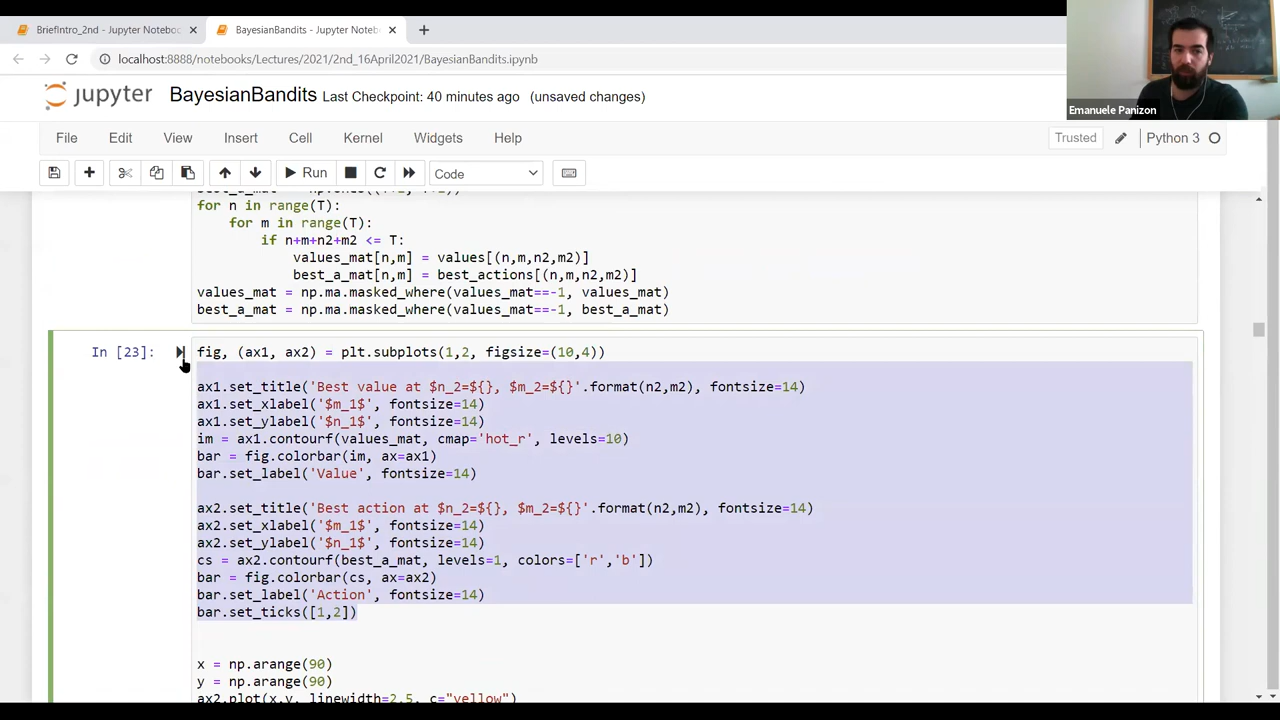 BriefIntro_2nd - Jupyter Notebook
BayesianBandits - Jupyter Noteb
localhost:8888/notebooks/Lectures/2021/2nd_16April2021/BayesianBandits.ipynb
Emanuele Panizon
jupyter BayesianBandits Last Checkpoint: 40 minutes ago (unsaved changes)
File Edit View Insert Cell Kernel Widgets Help Trusted Python 3
Run Code
for n in range(T):
for m in range(T):
if n+m+n2+m2 <= T:
values_mat[n,m] = values[(n,m,n2,m2)]
best_a_mat[n,m] = best_actions[(n,m,n2,m2)]
values_mat = np.ma.masked_where(values_mat==-1, values_mat)
best_a_mat = np.ma.masked_where(values_mat==-1, best_a_mat)
In [23]: fig, (ax1, ax2) = plt.subplots(1,2, figsize=(10,4))
ax1.set_title('Best value at $n_2=${}, $m_2=${}'.format(n2,m2), fontsize=14)
ax1.set_xlabel('$m_1$', fontsize=14)
ax1.set_ylabel('$n_1$', fontsize=14)
im = ax1.contourf(values_mat, cmap='hot_r', levels=10)
bar = fig.colorbar(im, ax=ax1)
bar.set_label('Value', fontsize=14)
ax2.set_title('Best action at $n_2=${}, $m_2=${}'.format(n2,m2), fontsize=14)
ax2.set_xlabel('$m_1$', fontsize=14)
ax2.set_ylabel('$n_1$', fontsize=14)
cs = ax2.contourf(best_a_mat, levels=1, colors=['r','b'])
bar = fig.colorbar(cs, ax=ax2)
bar.set_label('Action', fontsize=14)
bar.set_ticks([1,2])
x = np.arange(90)
y = np.arange(90)
ax2.plot(x,y, linewidth=2.5, c="yellow")